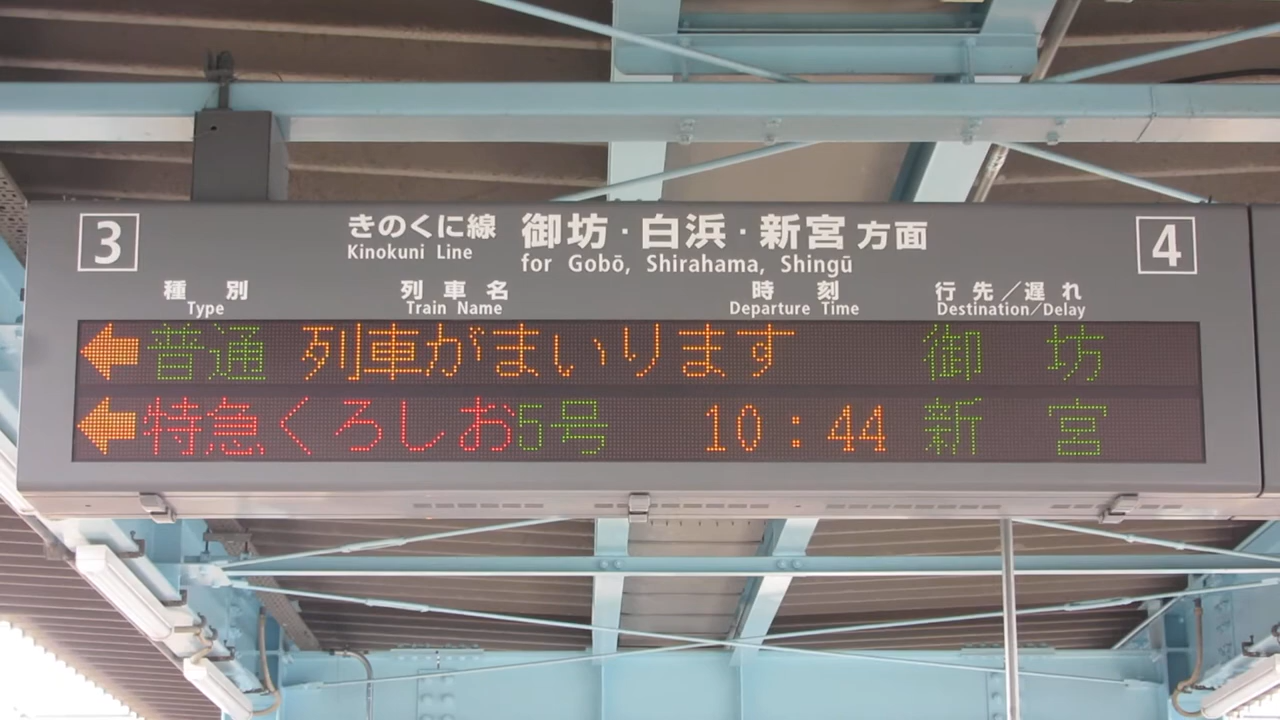 3 きのくに線 御坊・白浜・新宮方面 4
Kinokuni Line for Gobō, Shirahama, Shingū
種別 列車名 時刻 行先／遅れ
Type Train Name Departure Time Destination/Delay
←普通 列車がまいります 御坊
←特急くろしお5号 10:44 新宮